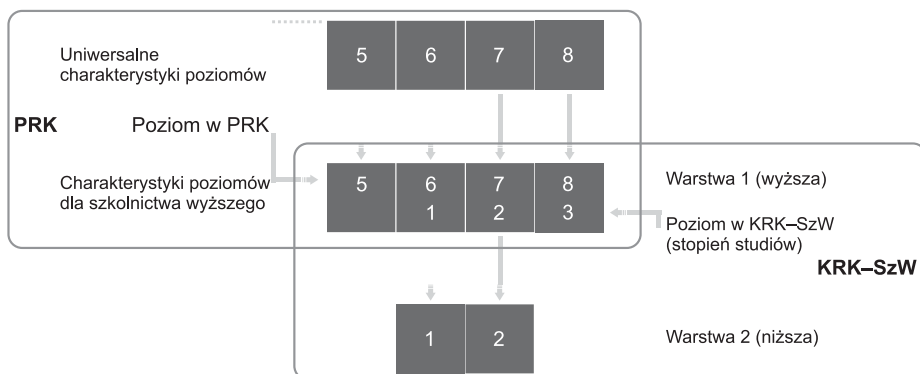 5 6 7 8
Uniwersalne
charakterystyki poziomów
PRK
Poziom w PRK
Charakterystyki poziomów
dla szkolnictwa wyższego
5 6 7 8
1 2 3
Warstwa 1 (wyższa)
Poziom w KRK–SzW
(stopień studiów)
KRK–SzW
1 2
Warstwa 2 (niższa)